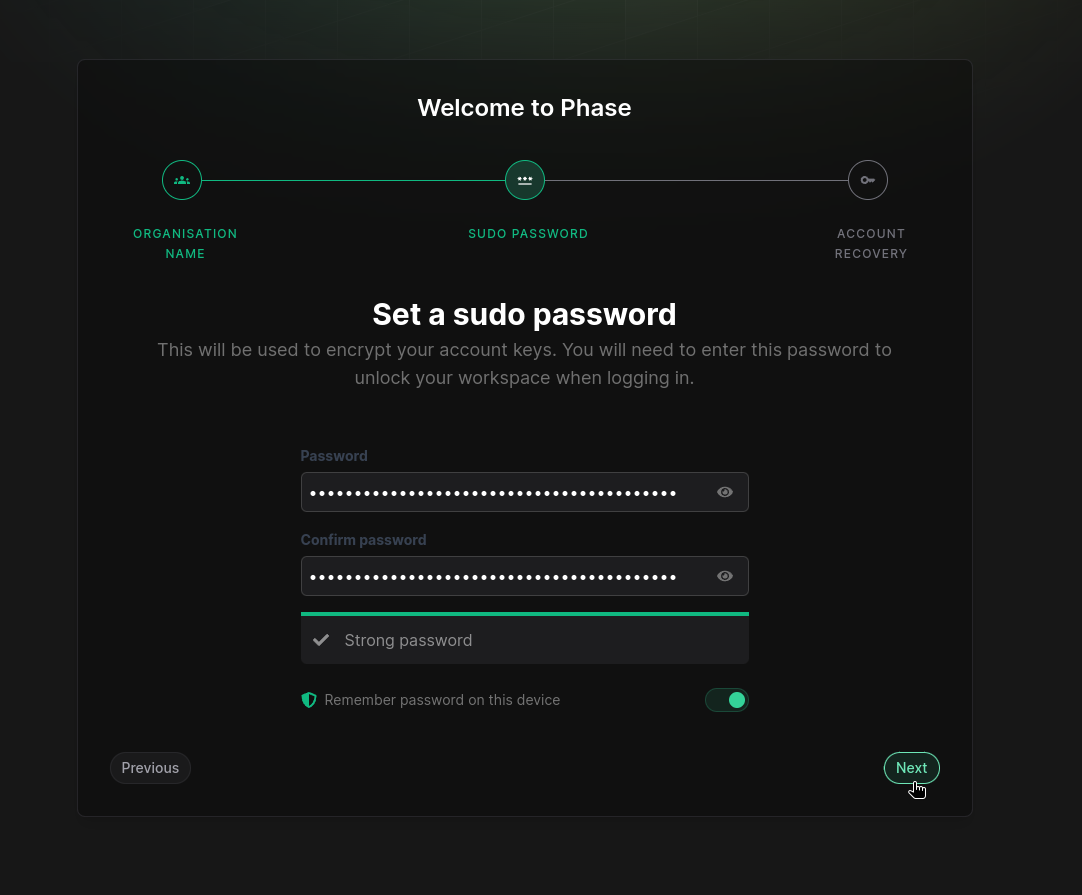 Welcome to Phase
ORGANISATION
NAME
SUDO PASSWORD
ACCOUNT
RECOVERY
Set a sudo password
This will be used to encrypt your account keys. You will need to enter this password to
unlock your workspace when logging in.
Password
••••••••••••••••••••••••••••••••••••••••••
Confirm password
••••••••••••••••••••••••••••••••••••••••••
Strong password
Remember password on this device
Previous
Next